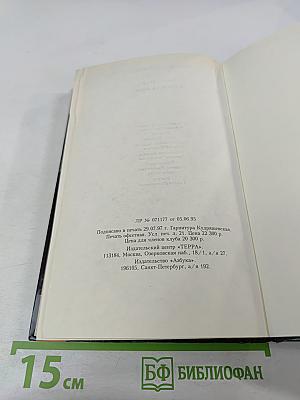 ЛР № 071177 от 05.06.95
Подписано в печать 29.07.97 г. Гарнитура Кудряшевская.
Печать офсетная. Усл. печ. л. 21. Цена 22 300 р.
Цена для членов клуба 20 300 р.
Издательский центр «ТЕРРА».
113184, Москва, Озерковская наб., 18/1, а/я 27.
Издательство «Азбука».
196105, Санкт-Петербург, а/я 192.
15 см
БФ БИБЛИОФАН